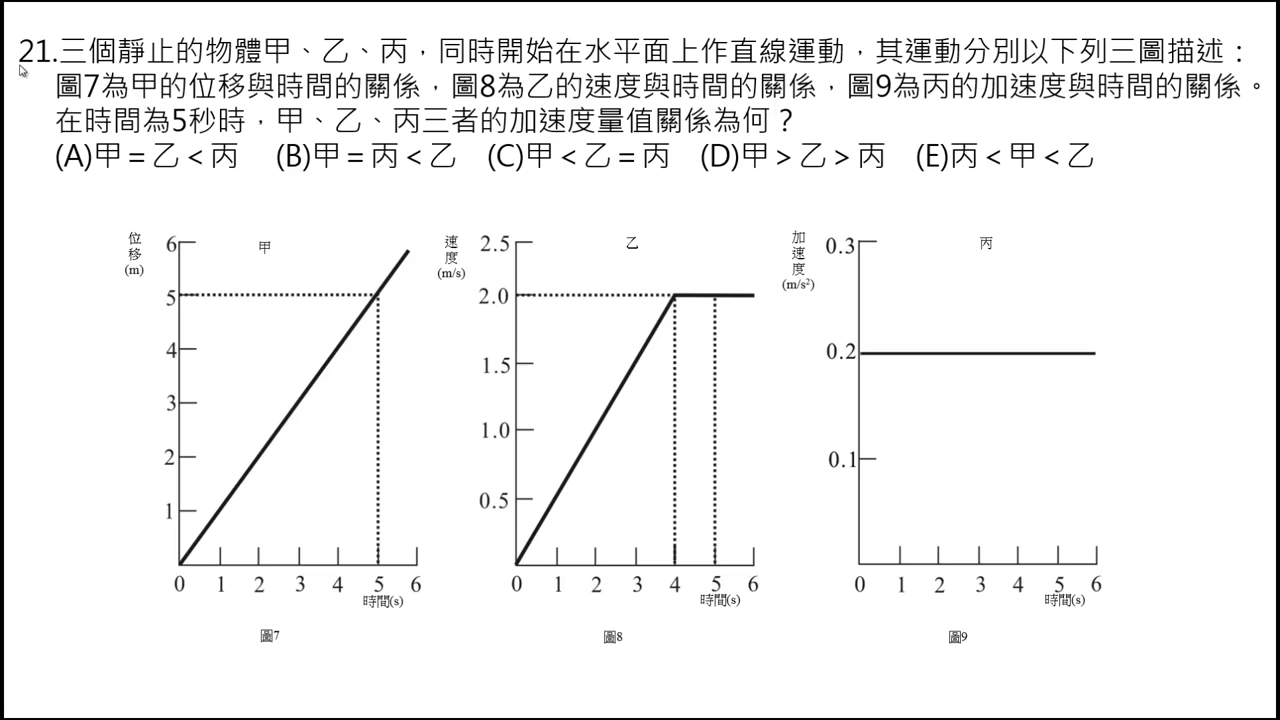 21.三個靜止的物體甲、乙、丙，同時開始在水平面上作直線運動，其運動分別以下列三圖描述：
圖7為甲的位移與時間的關係，圖8為乙的速度與時間的關係，圖9為丙的加速度與時間的關係。
在時間為5秒時，甲、乙、丙三者的加速度量值關係為何？
(A)甲＝乙＜丙 (B)甲＝丙＜乙 (C)甲＜乙＝丙 (D)甲＞乙＞丙 (E)丙＜甲＜乙
位移(m)
甲
6
5
4
3
2
1
0 1 2 3 4 5 6
時間(s)
圖7
速度(m/s)
乙
2.5
2.0
1.5
1.0
0.5
0 1 2 3 4 5 6
時間(s)
圖8
加速度(m/s²)
丙
0.3
0.2
0.1
0 1 2 3 4 5 6
時間(s)
圖9